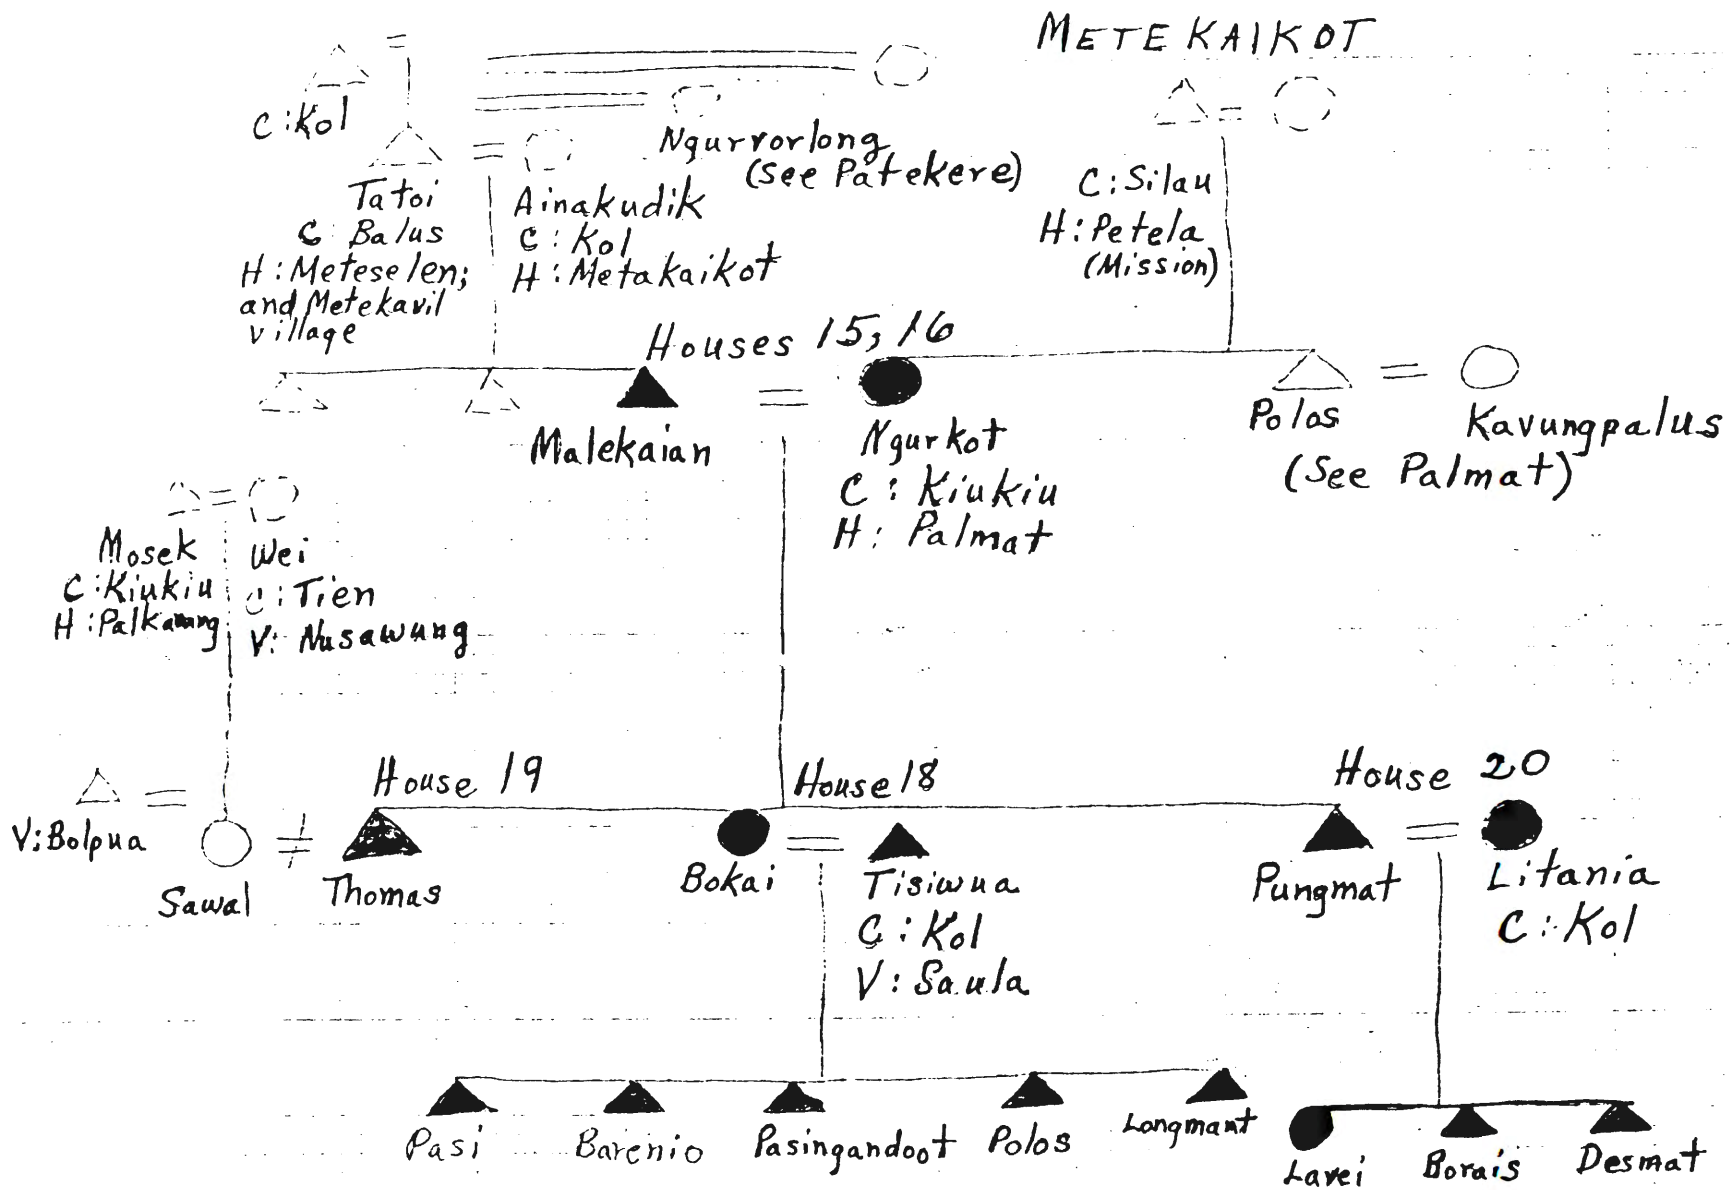 METEKAIKOT
C:Kol
Ngurrorlong
(See Patekere)
Tatoi
C: Balus
H: Meteselen;
and Metekavil
village
Ainakudik
C: Kol
H: Metakaikot
C: Silau
H: Petela
(Mission)
Houses 15, 16
Malekaian
Ngurkot
C: Kiukiu
H: Palmat
Polos
Kavungpalus
(See Palmat)
Mosek
C: Kiukiu
H: Palkaung
Wei
C: Tien
V: Nusawung
House 19
House 18
House 20
V: Bolpua
Sawal
Thomas
Bokai
Tisiwua
C: Kol
V: Saula
Pungmat
Litania
C: Kol
Pasi
Barenio
Pasingandoot
Polos
Longmant
Lavei
Borais
Desmat